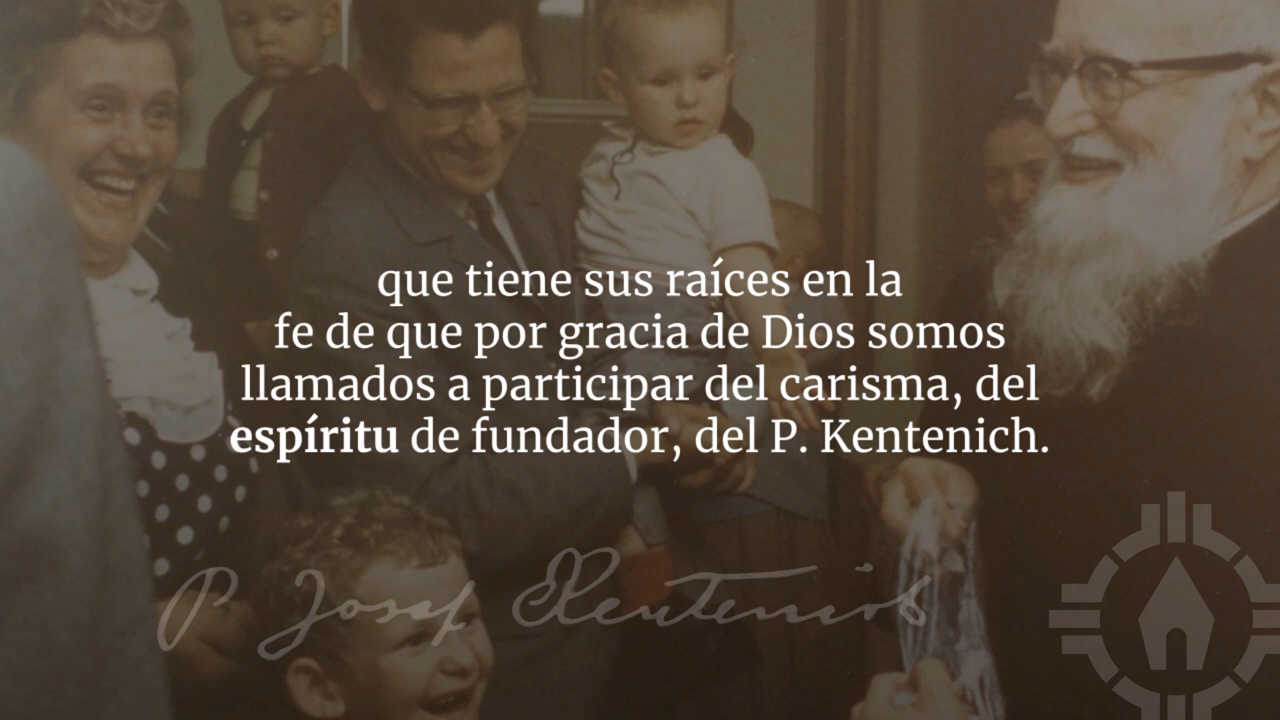 que tiene sus raíces en la
fe de que por gracia de Dios somos
llamados a participar del carisma, del
espíritu de fundador, del P. Kentenich.
P. Josef Kentenich